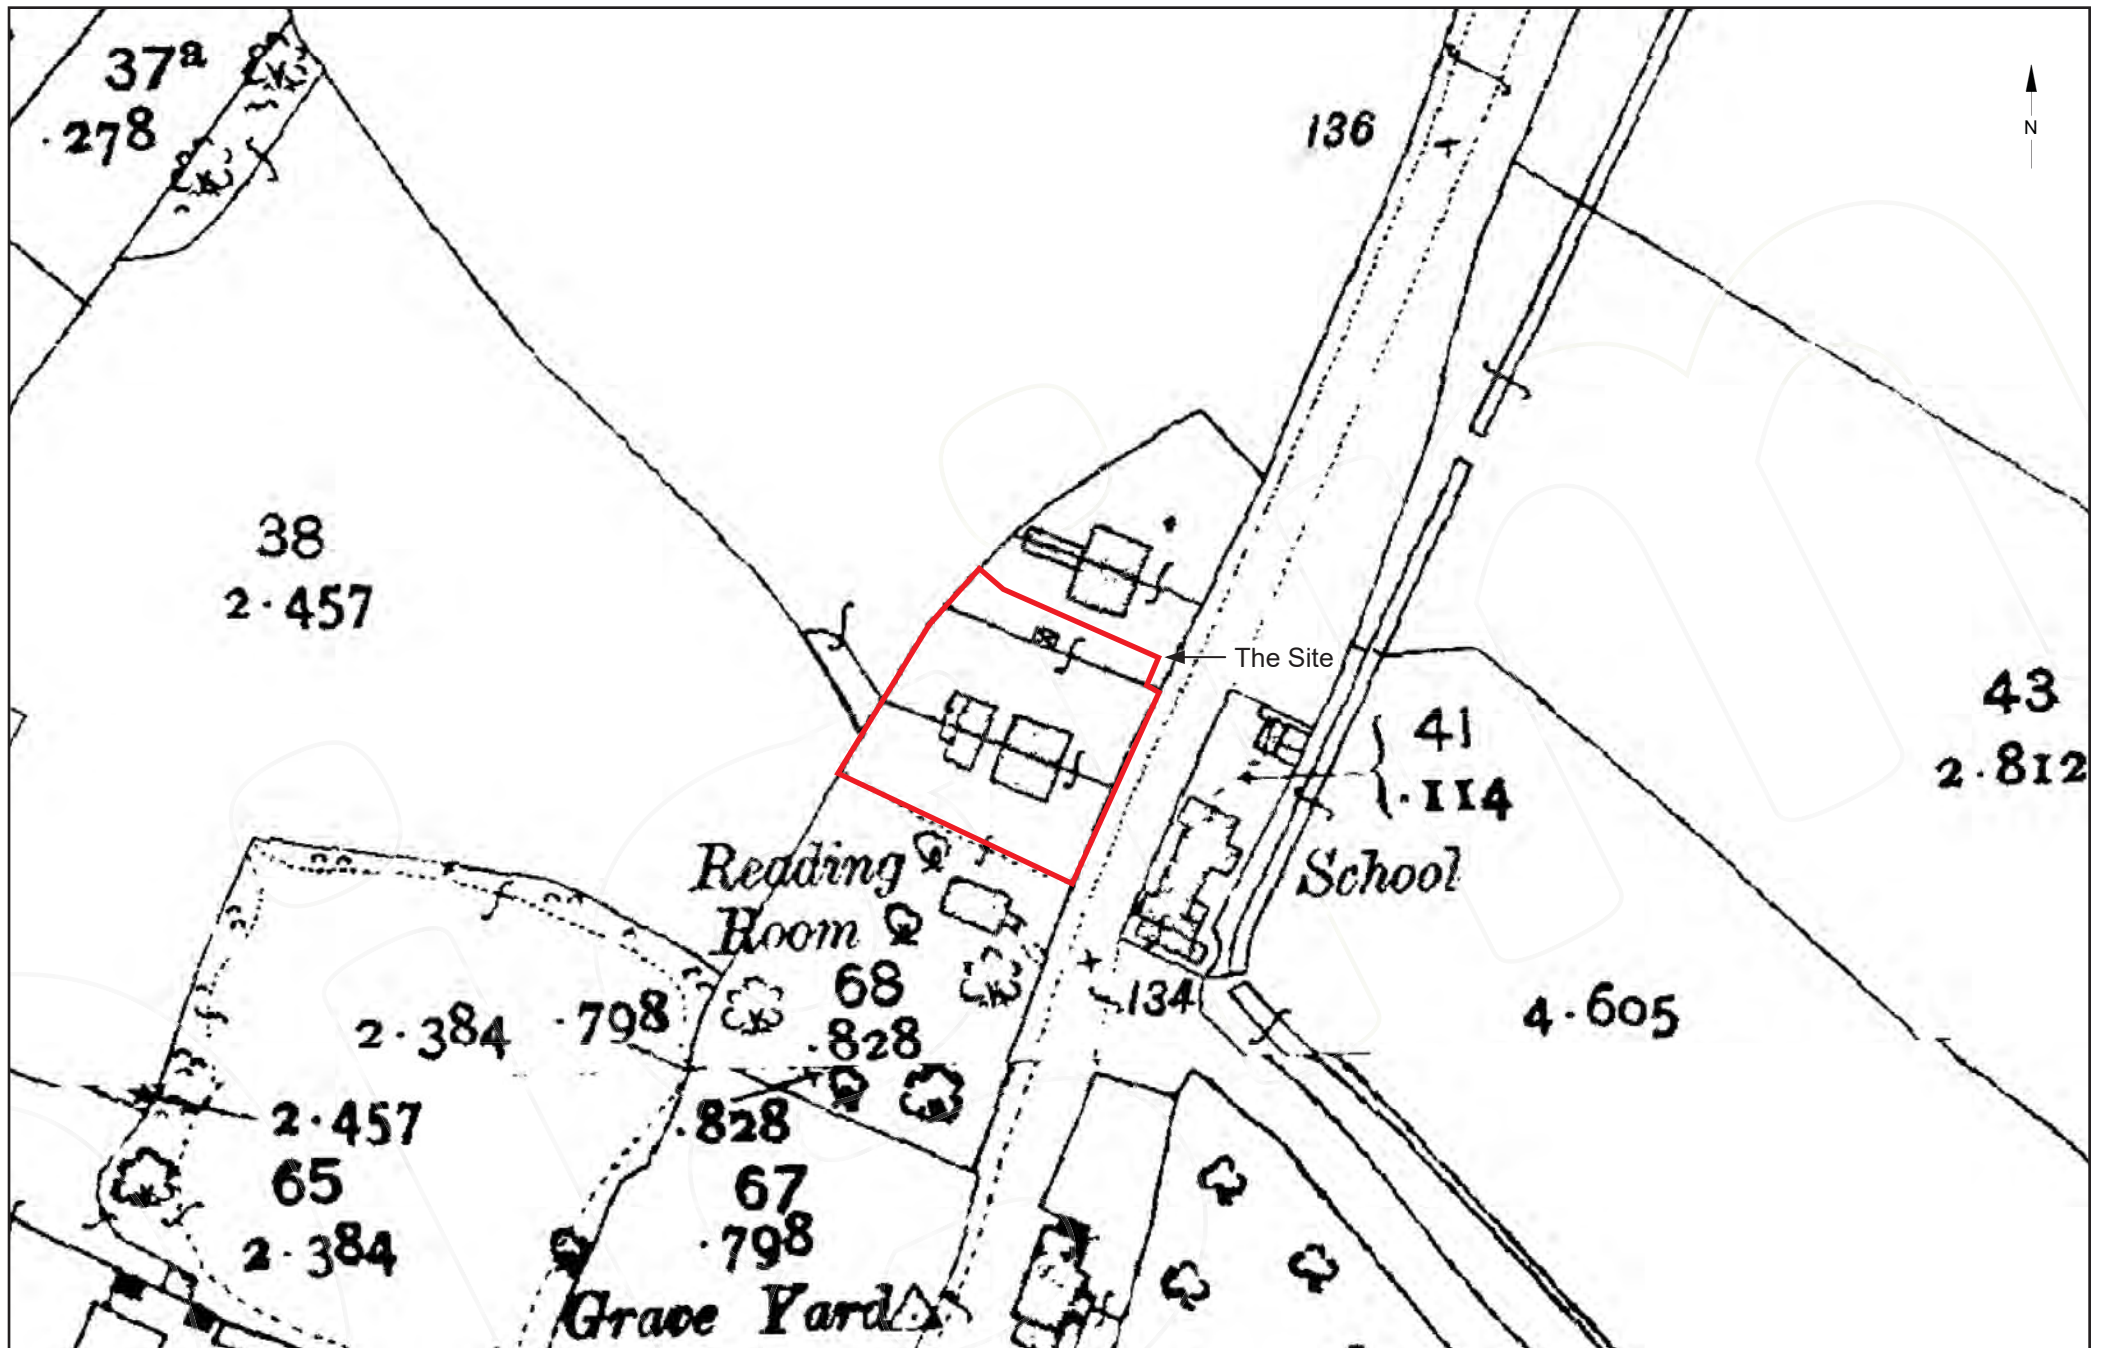 37ª
·278
136
N
38
2·457
The Site
41
·114
43
2·812
School
Reading
Room
68
·828
134
4·605
2·384
·798
2·457
65
2·384
·828
67
·798
Grave Yard